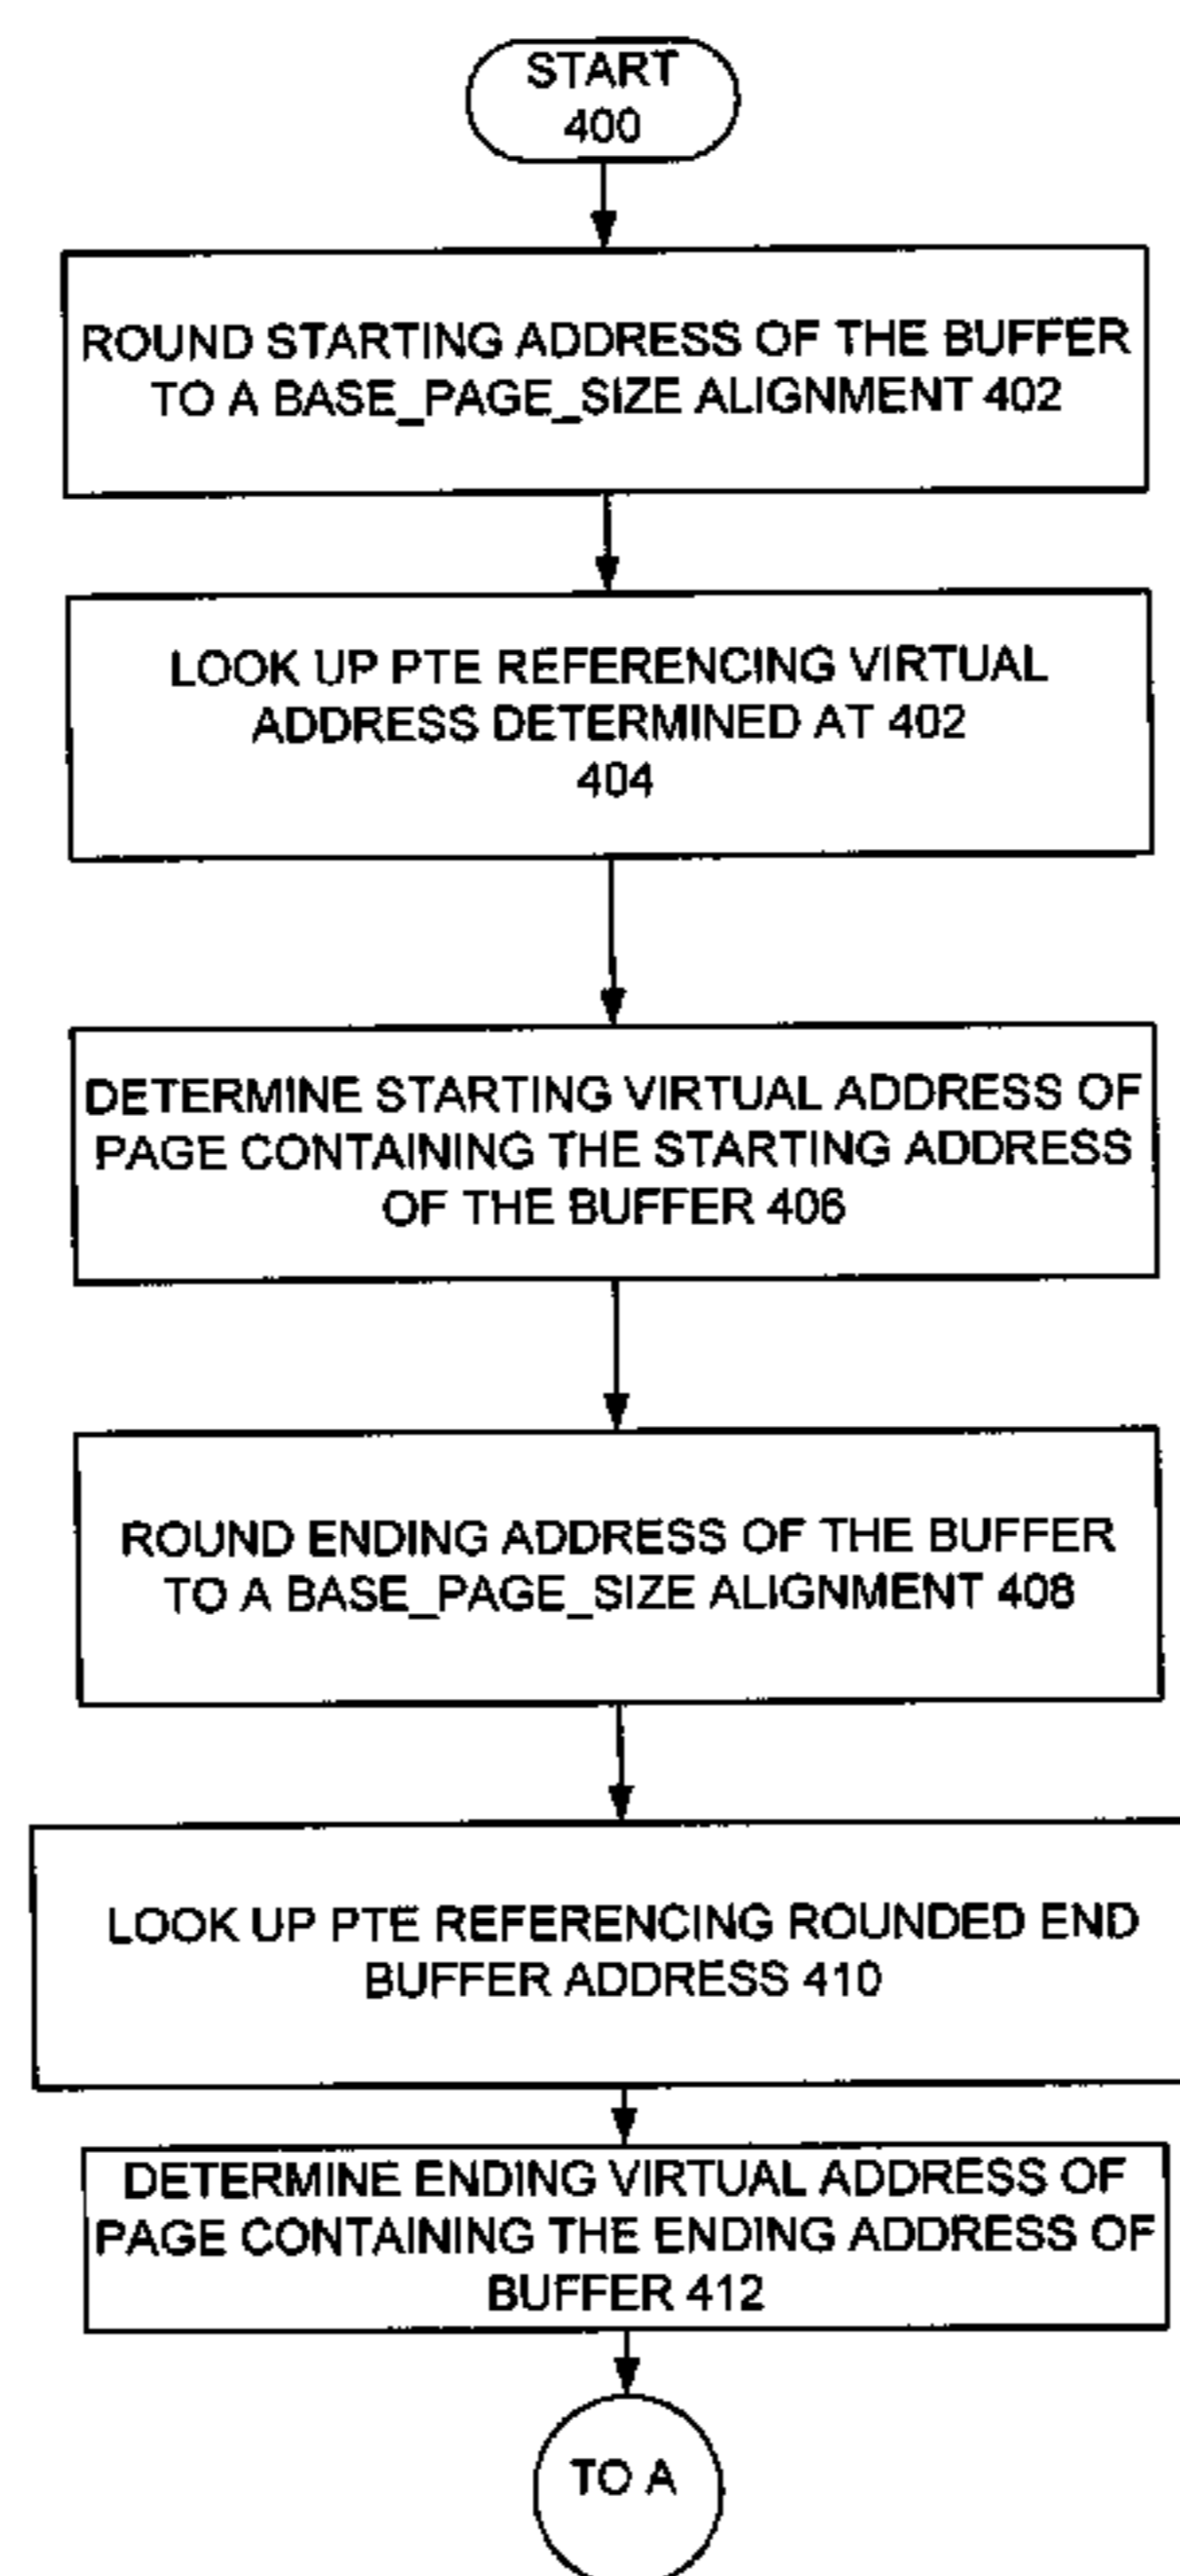 START
400
ROUND STARTING ADDRESS OF THE BUFFER
TO A BASE_PAGE_SIZE ALIGNMENT 402
LOOK UP PTE REFERENCING VIRTUAL
ADDRESS DETERMINED AT 402
404
DETERMINE STARTING VIRTUAL ADDRESS OF
PAGE CONTAINING THE STARTING ADDRESS
OF THE BUFFER 406
ROUND ENDING ADDRESS OF THE BUFFER
TO A BASE_PAGE_SIZE ALIGNMENT 408
LOOK UP PTE REFERENCING ROUNDED END
BUFFER ADDRESS 410
DETERMINE ENDING VIRTUAL ADDRESS OF
PAGE CONTAINING THE ENDING ADDRESS OF
BUFFER 412
TO A